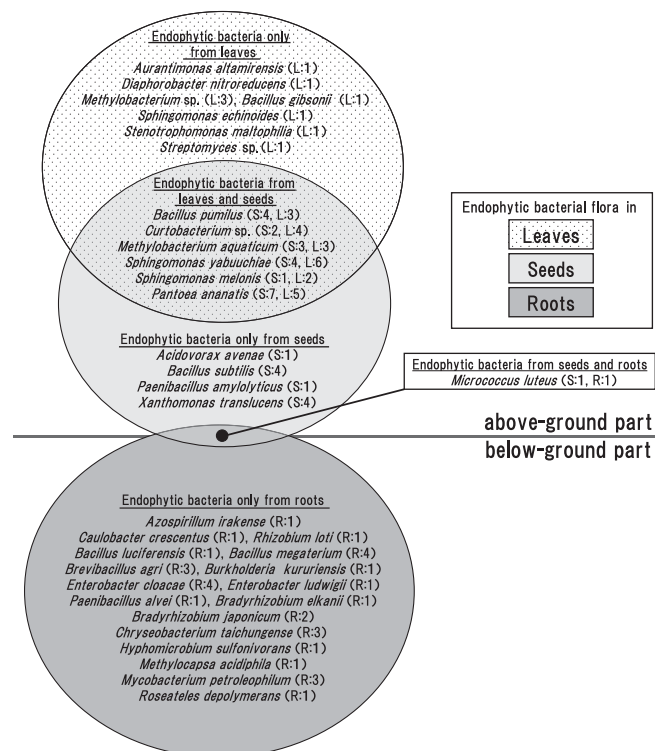 Endophytic bacteria only
from leaves
Aurantimonas altamirensis (L:1)
Diaphorobacter nitroreducens (L:1)
Methylobacterium sp. (L:3), Bacillus gibsonii (L:1)
Sphingomonas echinoides (L:1)
Stenotrophomonas maltophilia (L:1)
Streptomyces sp. (L:1)
Endophytic bacteria from
leaves and seeds
Bacillus pumilus (S:4, L:3)
Curtobacterium sp. (S:2, L:4)
Methylobacterium aquaticum (S:3, L:3)
Sphingomonas yabuuchiae (S:4, L:6)
Sphingomonas melonis (S:1, L:2)
Pantoea ananatis (S:7, L:5)
Endophytic bacterial flora in
Leaves
Seeds
Roots
Endophytic bacteria only from seeds
Acidovorax avenae (S:1)
Bacillus subtilis (S:4)
Paenibacillus amylolyticus (S:1)
Xanthomonas translucens (S:4)
Endophytic bacteria from seeds and roots
Micrococcus luteus (S:1, R:1)
above-ground part
below-ground part
Endophytic bacteria only from roots
Azospirillum irakense (R:1)
Caulobacter crescentus (R:1), Rhizobium loti (R:1)
Bacillus luciferensis (R:1), Bacillus megaterium (R:4)
Brevibacillus agri (R:3), Burkholderia kururiensis (R:1)
Enterobacter cloacae (R:4), Enterobacter ludwigii (R:1)
Paenibacillus alvei (R:1), Bradyrhizobium elkanii (R:1)
Bradyrhizobium japonicum (R:2)
Chryseobacterium taichungense (R:3)
Hyphomicrobium sulfonivorans (R:1)
Methylocapsa acidiphila (R:1)
Mycobacterium petroleophilum (R:3)
Roseateles depolymerans (R:1)